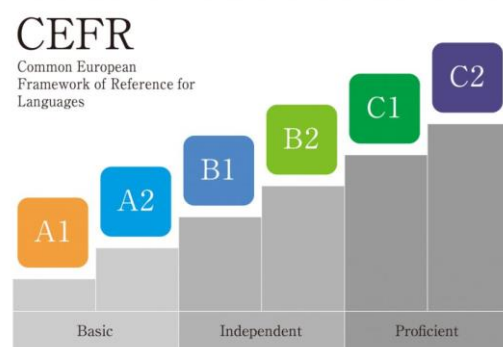 CEFR
Common European
Framework of Reference for
Languages
A1
A2
B1
B2
C1
C2
Basic
Independent
Proficient